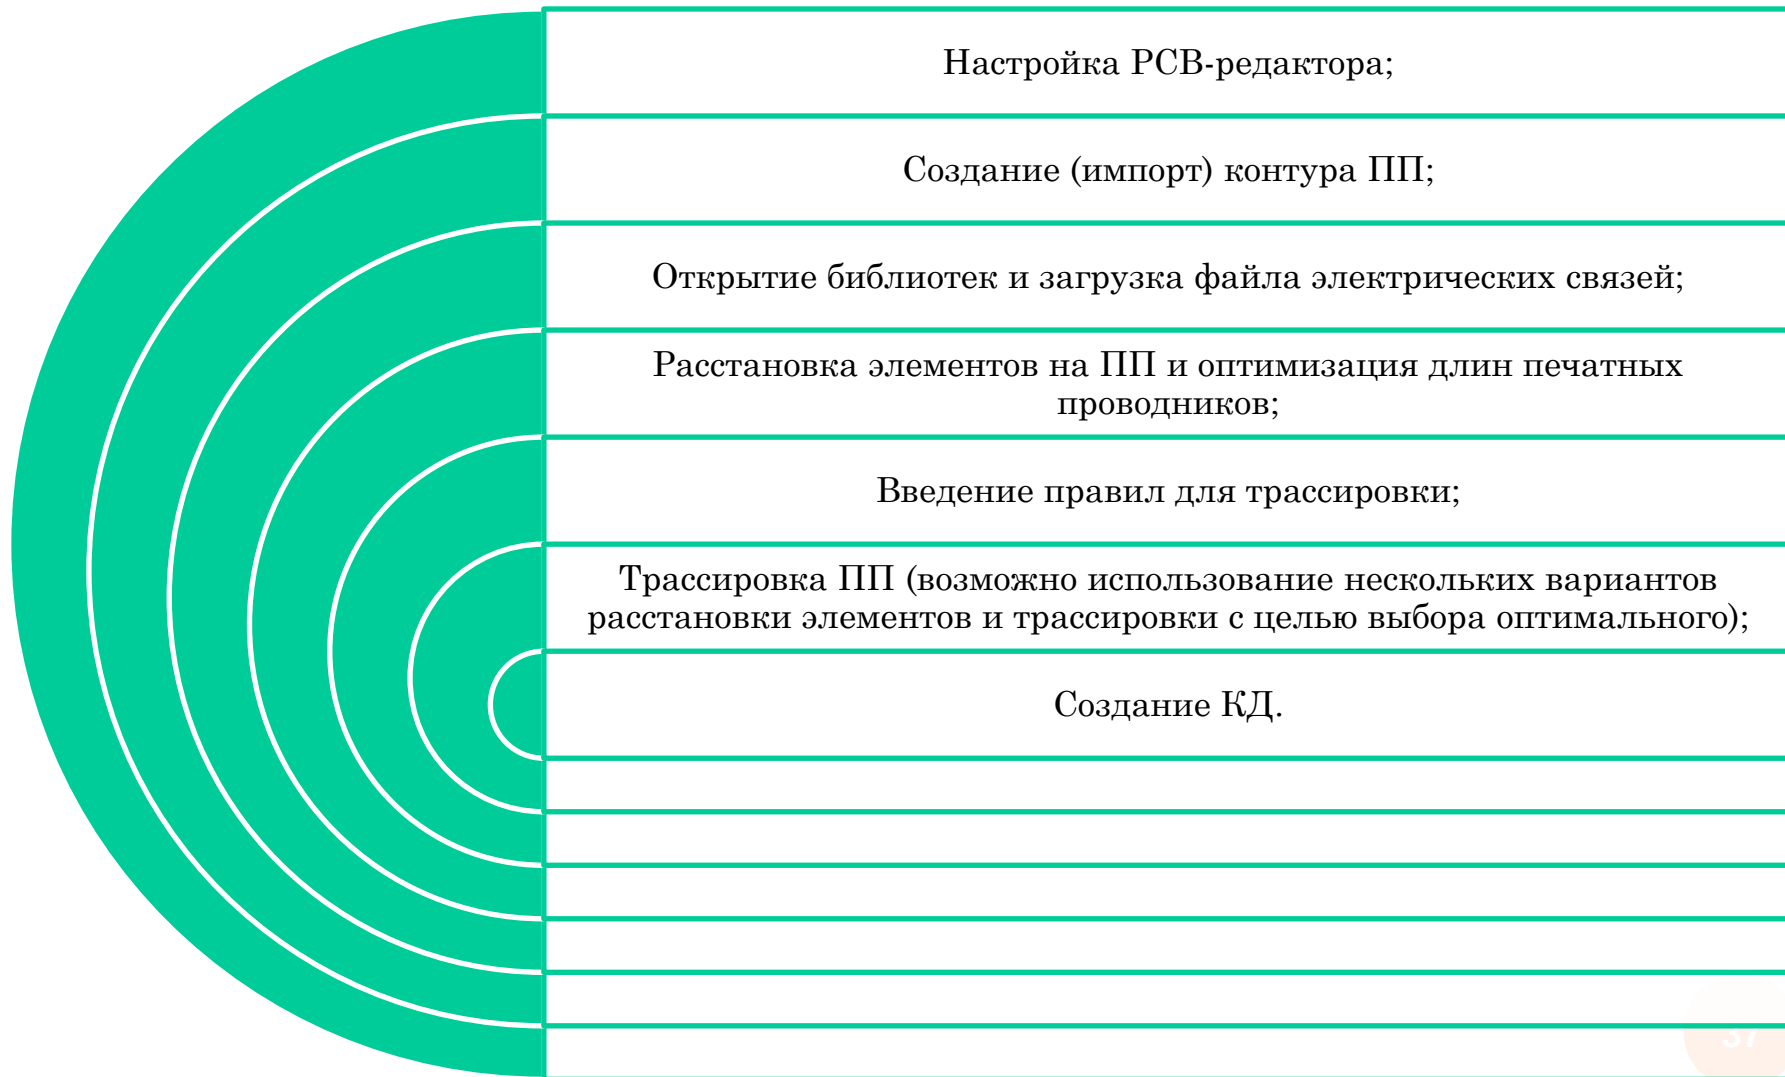 Настройка PCB-редактора;
Создание (импорт) контура ПП;
Открытие библиотек и загрузка файла электрических связей;
Расстановка элементов на ПП и оптимизация длин печатных
проводников;
Введение правил для трассировки;
Трассировка ПП (возможно использование нескольких вариантов
расстановки элементов и трассировки с целью выбора оптимального);
Создание КД.
37